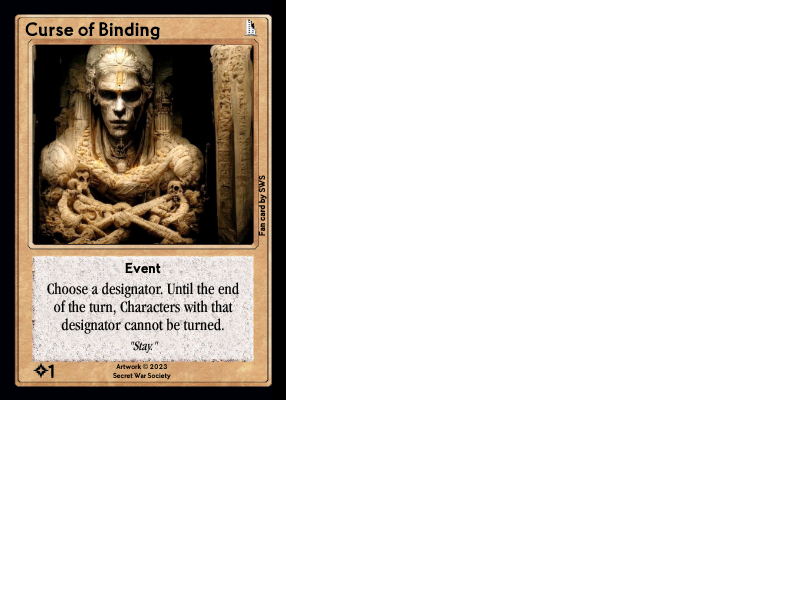 Curse of Binding
Fan card by SWS
Event
Choose a designator. Until the end
of the turn, Characters with that
designator cannot be turned.
"Stay."
1
Artwork © 2023
Secret War Society